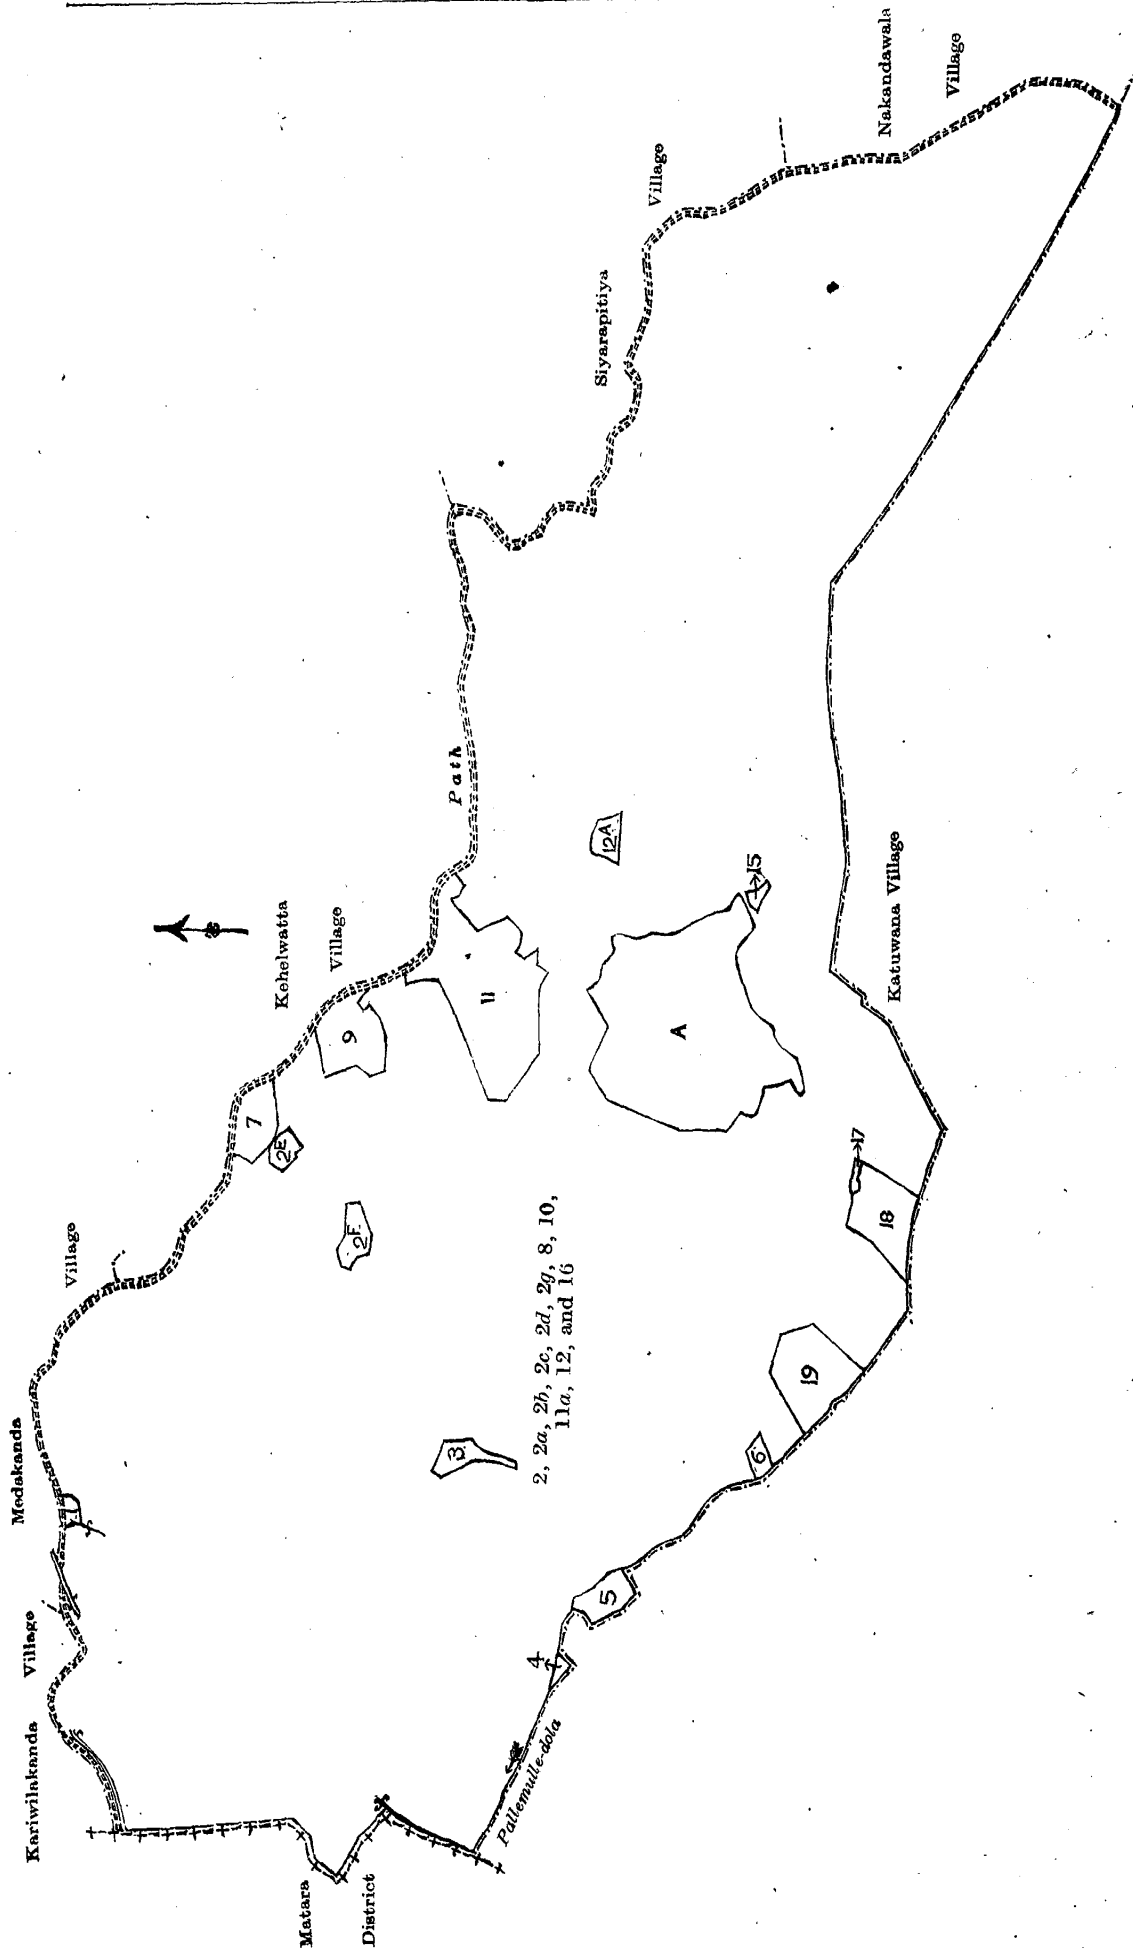 Kariwilakanda Village
Medakanda
Village
Kehelwatta
Village
Path
Siyarapitiya
Village
Nakandawala
Village
Matara
District
1
7
2E
2F
9
11
3
2, 2a, 2b, 2c, 2d, 2g, 8, 10,
11a, 12, and 16
12A
A
15
4
Pallemulle-dola
5
6
19
18
17
Katuwana Village